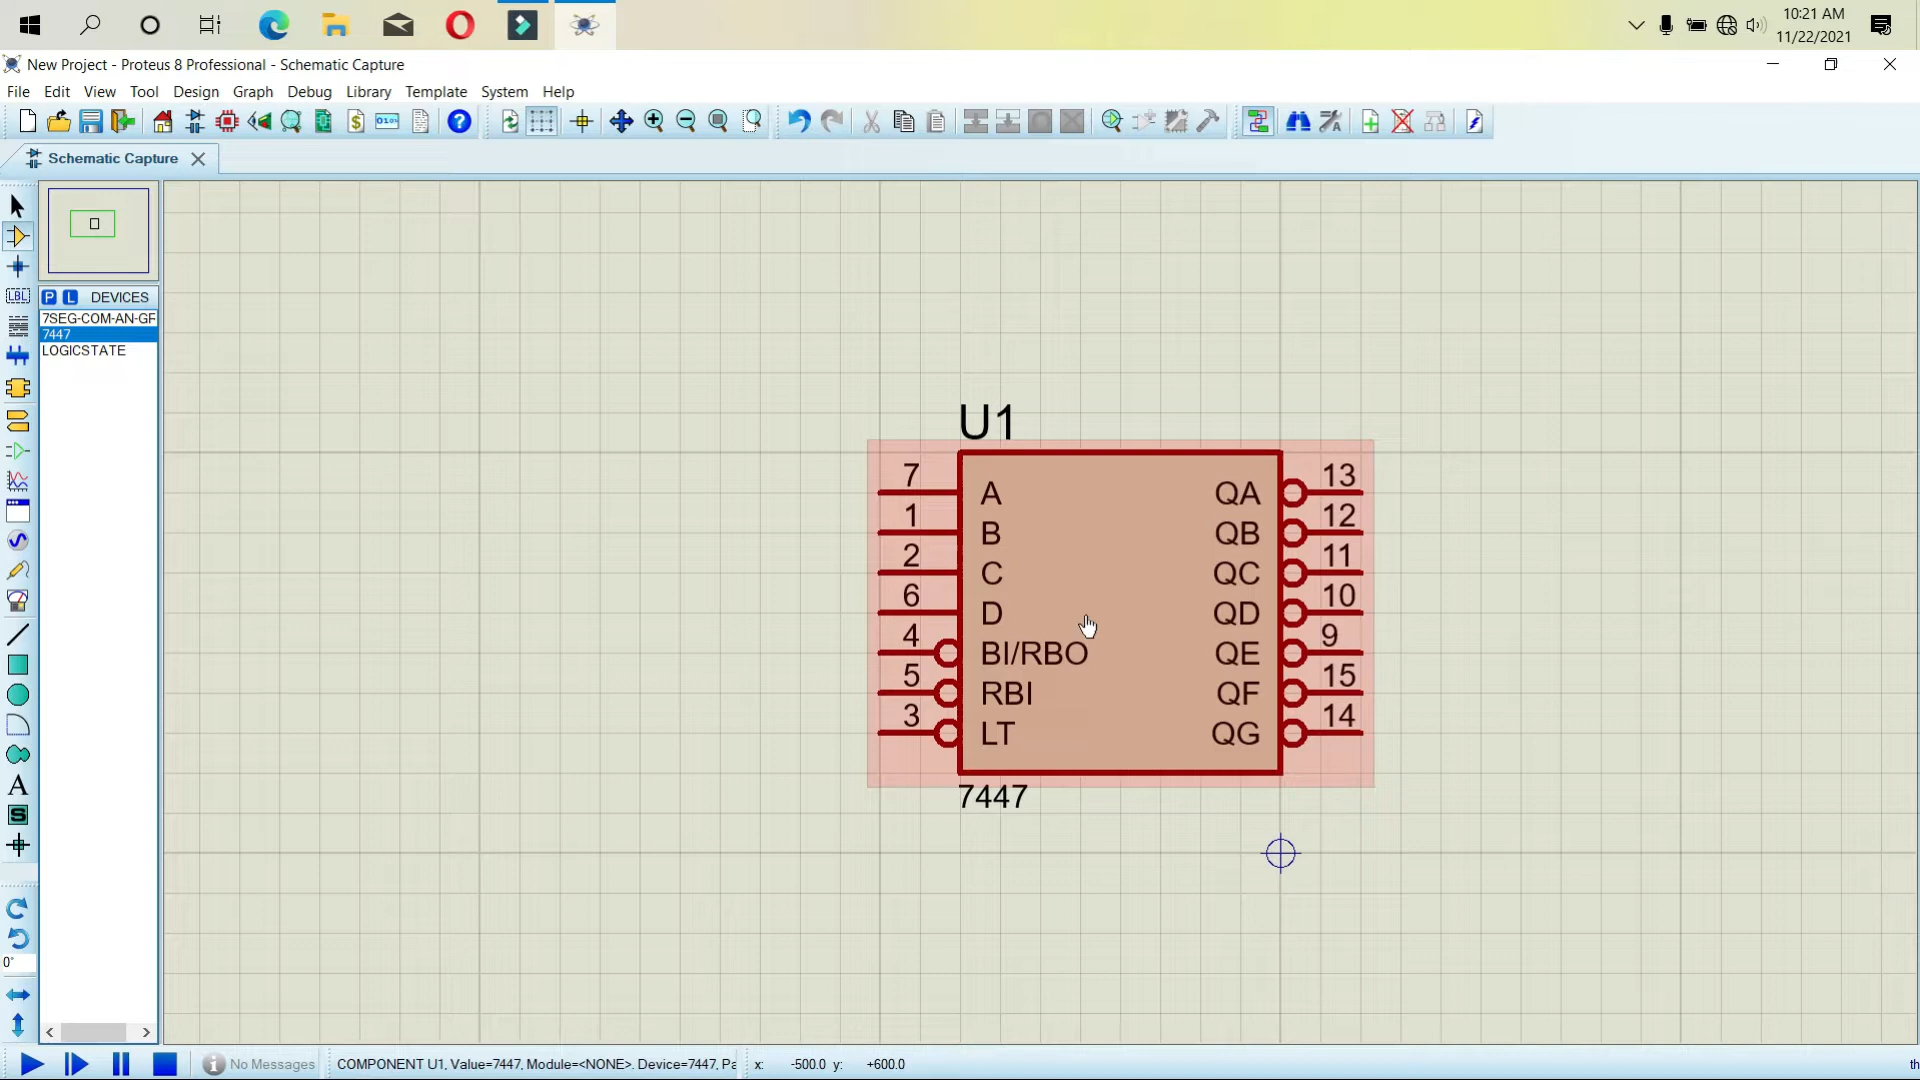 10:21 AM
11/22/2021
New Project - Proteus 8 Professional - Schematic Capture
File Edit View Tool Design Graph Debug Library Template System Help
Schematic Capture
LBL
P L DEVICES
7SEG-COM-AN-GF
7447
LOGICSTATE
U1
7 A QA 13
1 B QB 12
2 C QC 11
6 D QD 10
4 BI/RBO QE 9
5 RBI QF 15
3 LT QG 14
7447
A
S
0°
No Messages COMPONENT U1, Value=7447, Module=<NONE>, Device=7447, Pa x: -500.0 y: +600.0 th